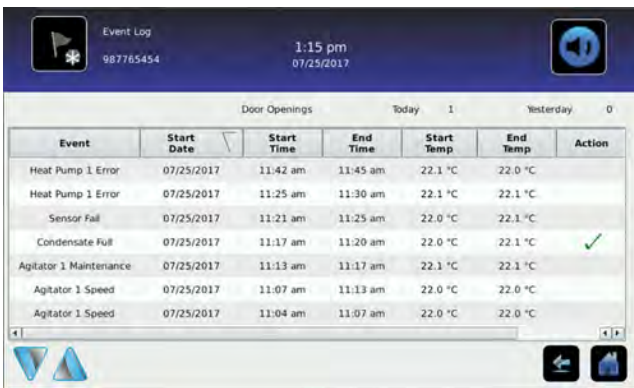 Event Log
987765454
1:15 pm
07/25/2017
Door Openings Today 1 Yesterday 0
Event Start Date Start Time End Time Start Temp End Temp Action
Heat Pump 1 Error 07/25/2017 11:42 am 11:45 am 22.1 °C 22.0 °C
Heat Pump 1 Error 07/25/2017 11:25 am 11:30 am 22.1 °C 22.1 °C
Sensor Fail 07/25/2017 11:21 am 11:25 am 22.0 °C 22.1 °C
Condensate Full 07/25/2017 11:17 am 11:20 am 22.0 °C 22.1 °C
Agitator 1 Maintenance 07/25/2017 11:13 am 11:17 am 22.1 °C 22.1 °C
Agitator 1 Speed 07/25/2017 11:07 am 11:13 am 22.0 °C 22.0 °C
Agitator 1 Speed 07/25/2017 11:04 am 11:07 am 22.0 °C 22.0 °C